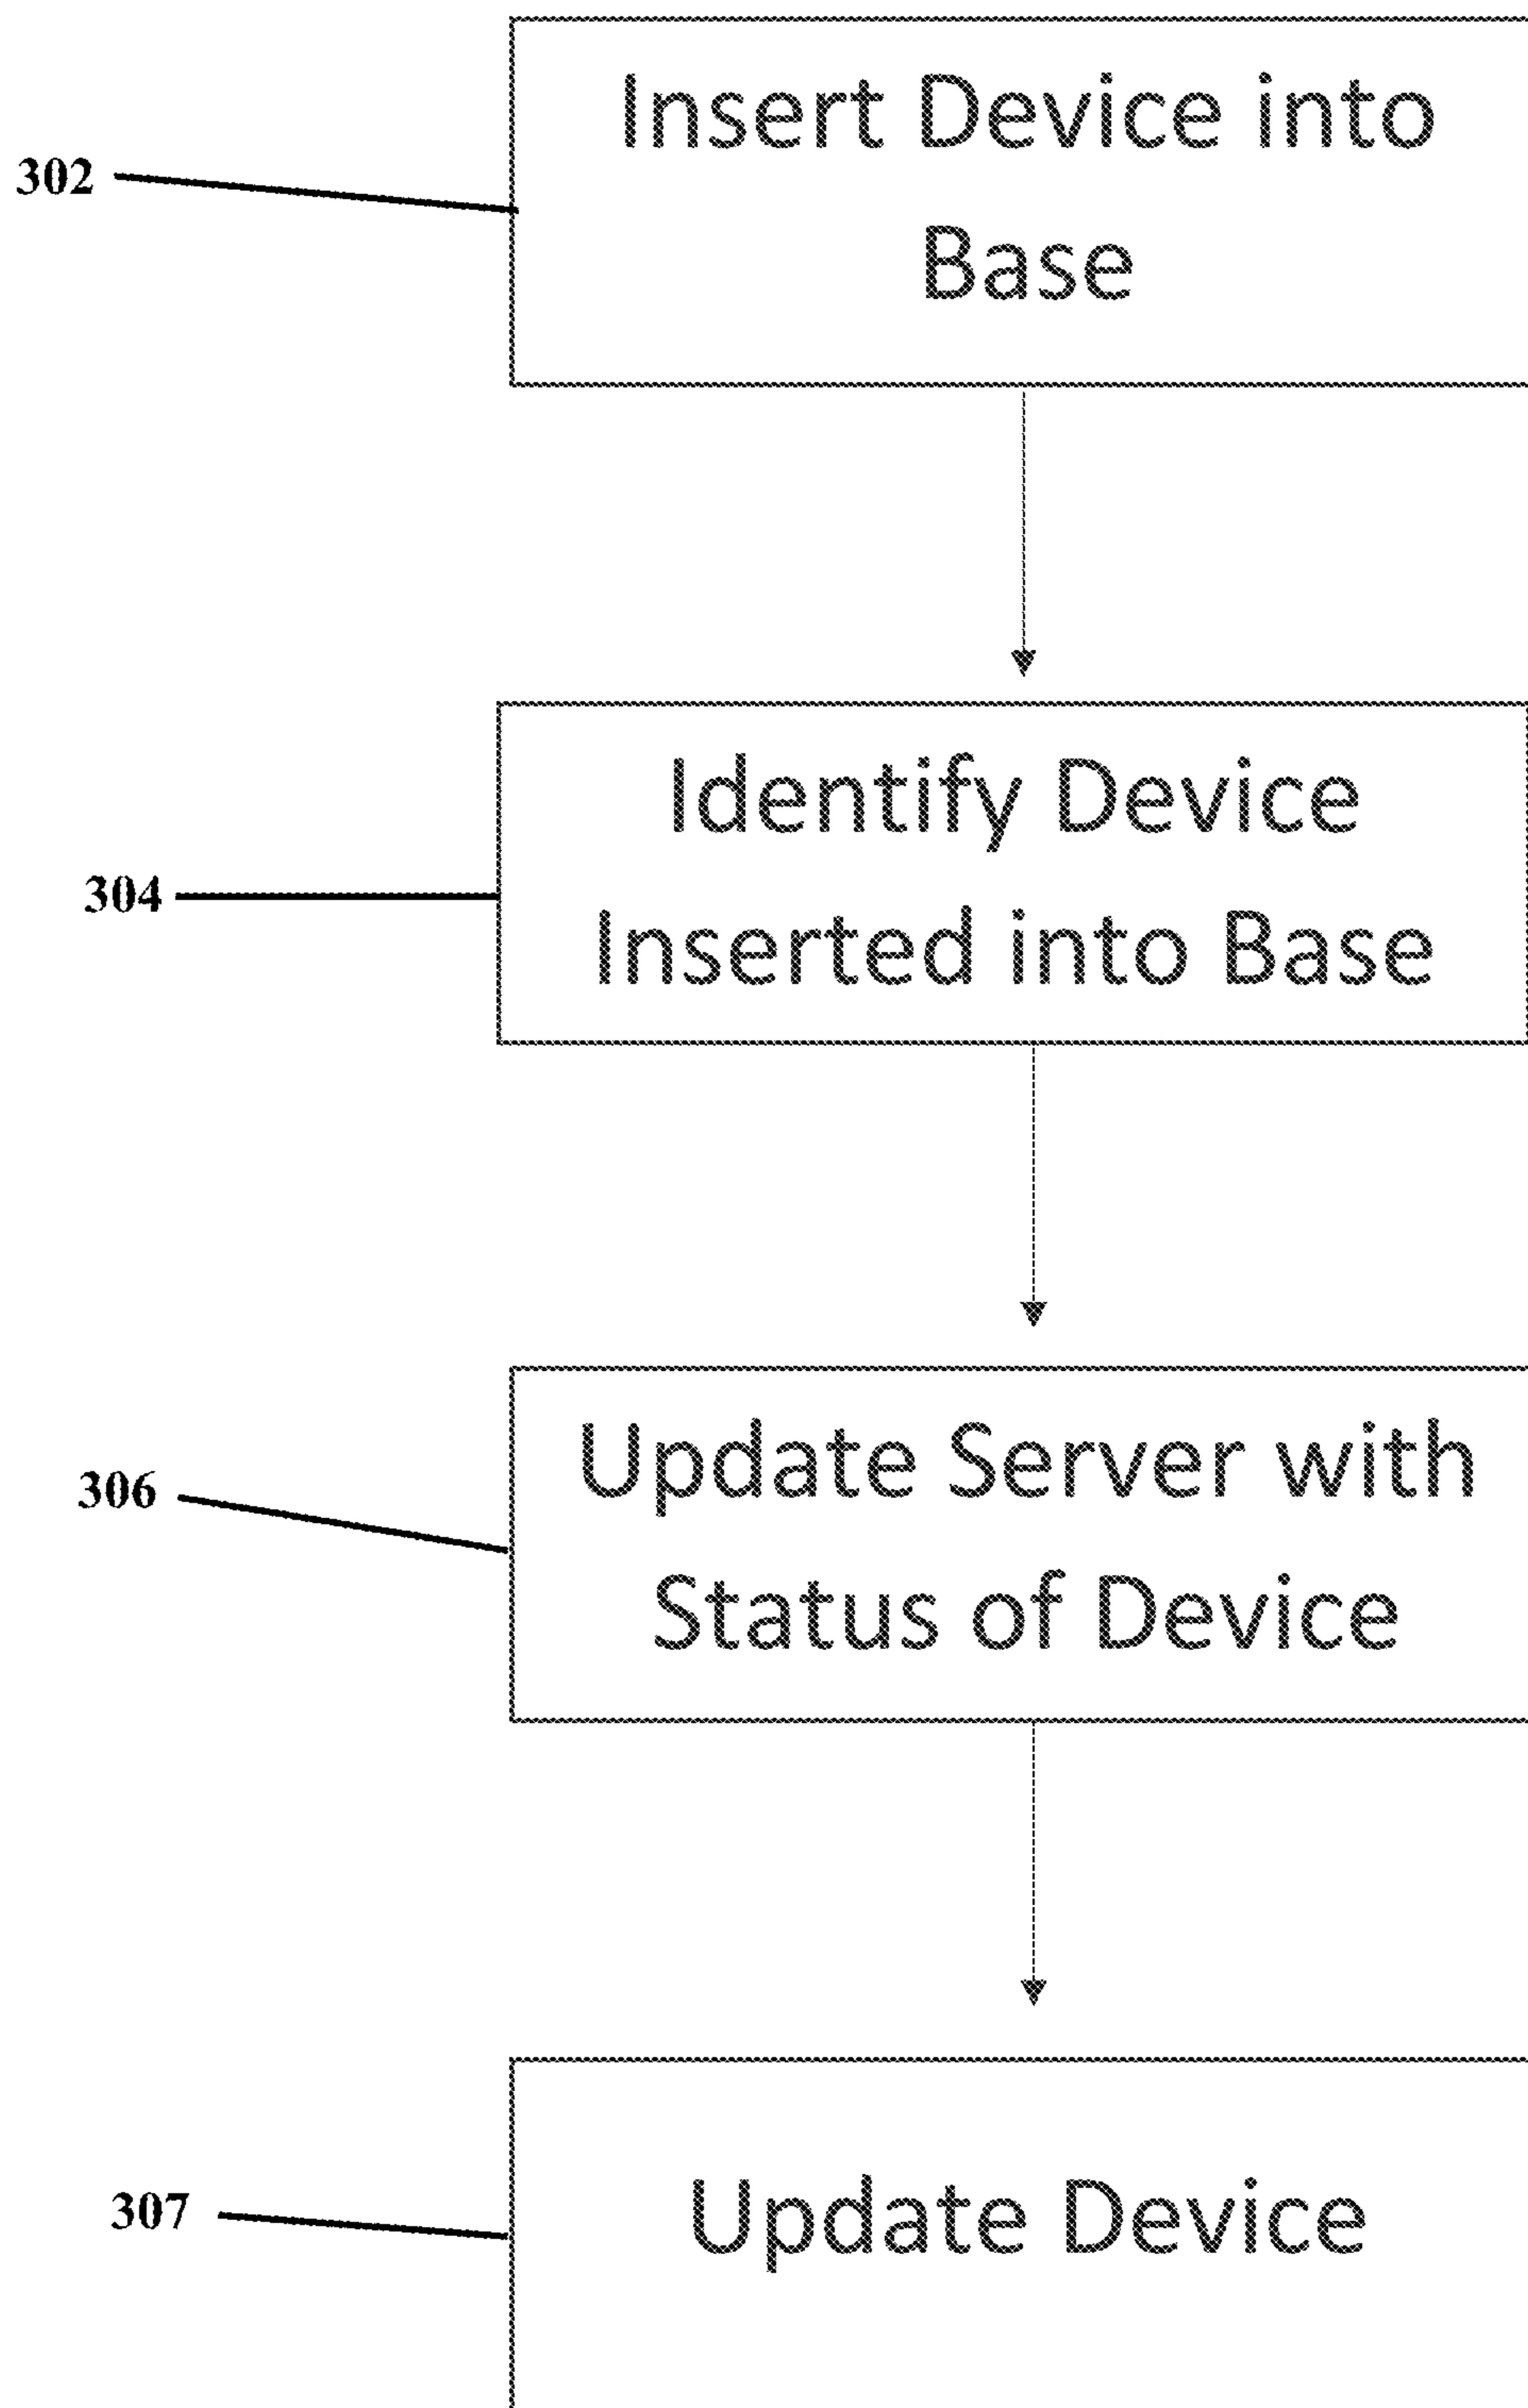 302
Insert Device into
Base
304
Identify Device
Inserted into Base
306
Update Server with
Status of Device
307
Update Device